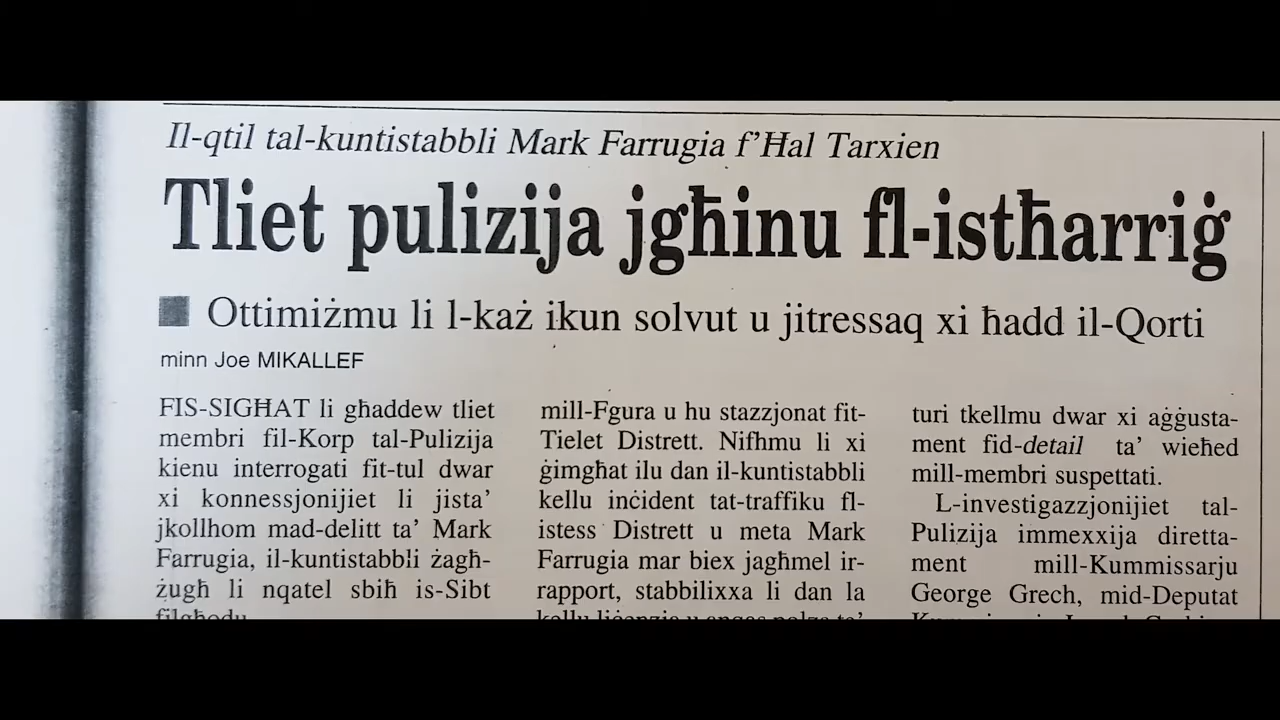 Il-qtil tal-kuntistabbli Mark Farrugia f'Ħal Tarxien
Tliet pulizija jgħinu fl-istħarriġ
Ottimiżmu li l-każ ikun solvut u jitressaq xi ħadd il-Qorti
minn Joe MIKALLEF
FIS-SIGĦAT li għaddew tliet
membri fil-Korp tal-Pulizija
kienu interrogati fit-tul dwar
xi konnessjonijiet li jista'
jkollhom mad-delitt ta' Mark
Farrugia, il-kuntistabbli żagħ-
żugħ li nqatel sbiħ is-Sibt
filgħodu.
mill-Fgura u hu stazzjonat fit-
Tielet Distrett. Nifhmu li xi
ġimgħat ilu dan il-kuntistabbli
kellu inċident tat-traffiku fl-
istess Distrett u meta Mark
Farrugia mar biex jagħmel ir-
rapport, stabbilixxa li dan la
turi tkellmu dwar xi aġġusta-
ment fid-detail ta' wieħed
mill-membri suspettati.
L-investigazzjonijiet tal-
Pulizija immexxija diretta-
ment mill-Kummissarju
George Grech, mid-Deputat